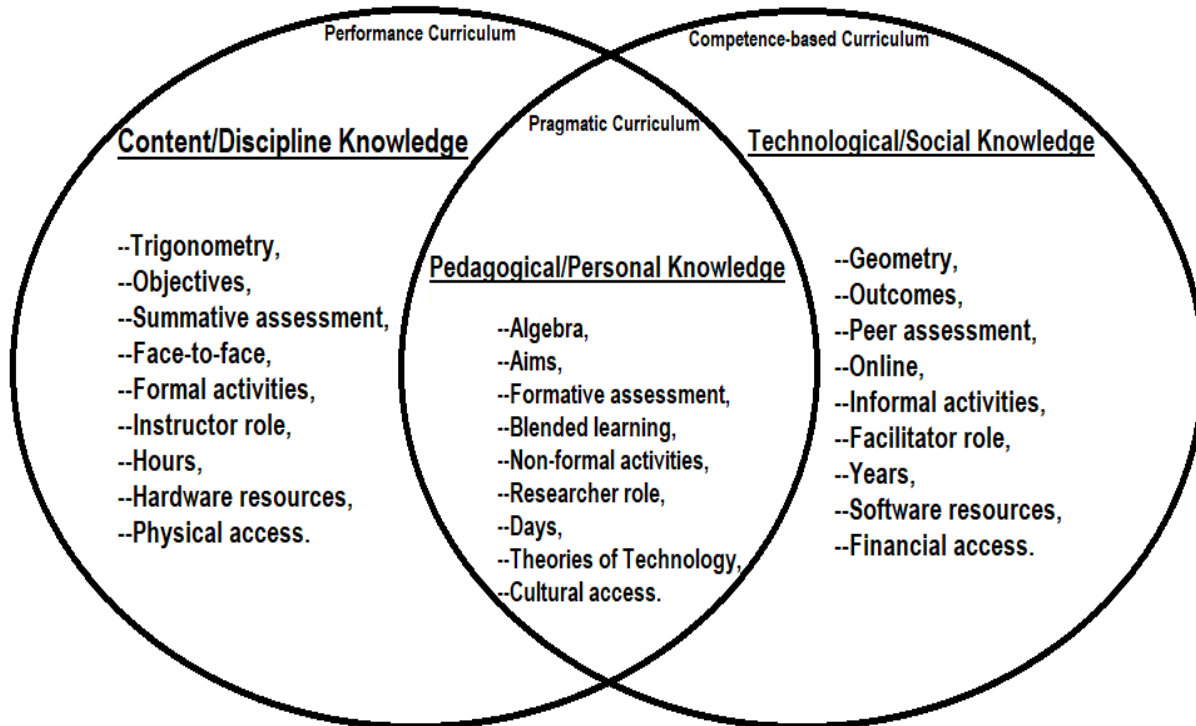 Performance Curriculum
Competence-based Curriculum
Pragmatic Curriculum
Content/Discipline Knowledge
--Trigonometry,
--Objectives,
--Summative assessment,
--Face-to-face,
--Formal activities,
--Instructor role,
--Hours,
--Hardware resources,
--Physical access.
Pedagogical/Personal Knowledge
--Algebra,
--Aims,
--Formative assessment,
--Blended learning,
--Non-formal activities,
--Researcher role,
--Days,
--Theories of Technology,
--Cultural access.
Technological/Social Knowledge
--Geometry,
--Outcomes,
--Peer assessment,
--Online,
--Informal activities,
--Facilitator role,
--Years,
--Software resources,
--Financial access.